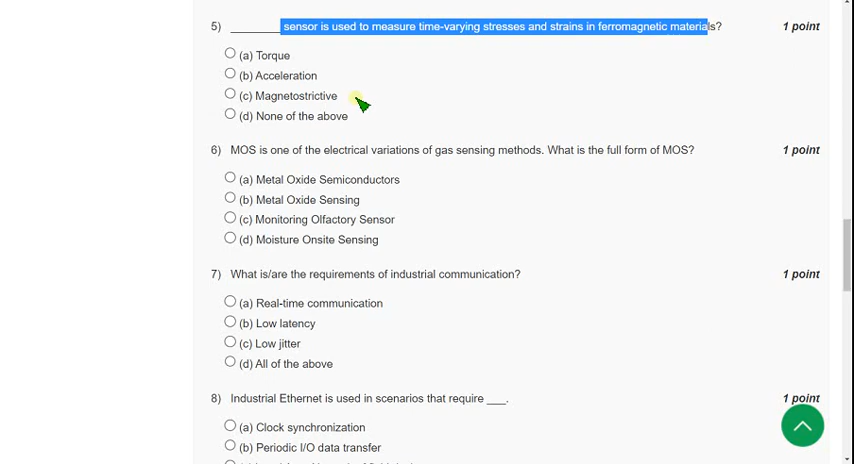 5) ________ sensor is used to measure time-varying stresses and strains in ferromagnetic materials? 1 point
(a) Torque
(b) Acceleration
(c) Magnetostrictive
(d) None of the above
6) MOS is one of the electrical variations of gas sensing methods. What is the full form of MOS? 1 point
(a) Metal Oxide Semiconductors
(b) Metal Oxide Sensing
(c) Monitoring Olfactory Sensor
(d) Moisture Onsite Sensing
7) What is/are the requirements of industrial communication? 1 point
(a) Real-time communication
(b) Low latency
(c) Low jitter
(d) All of the above
8) Industrial Ethernet is used in scenarios that require ___. 1 point
(a) Clock synchronization
(b) Periodic I/O data transfer